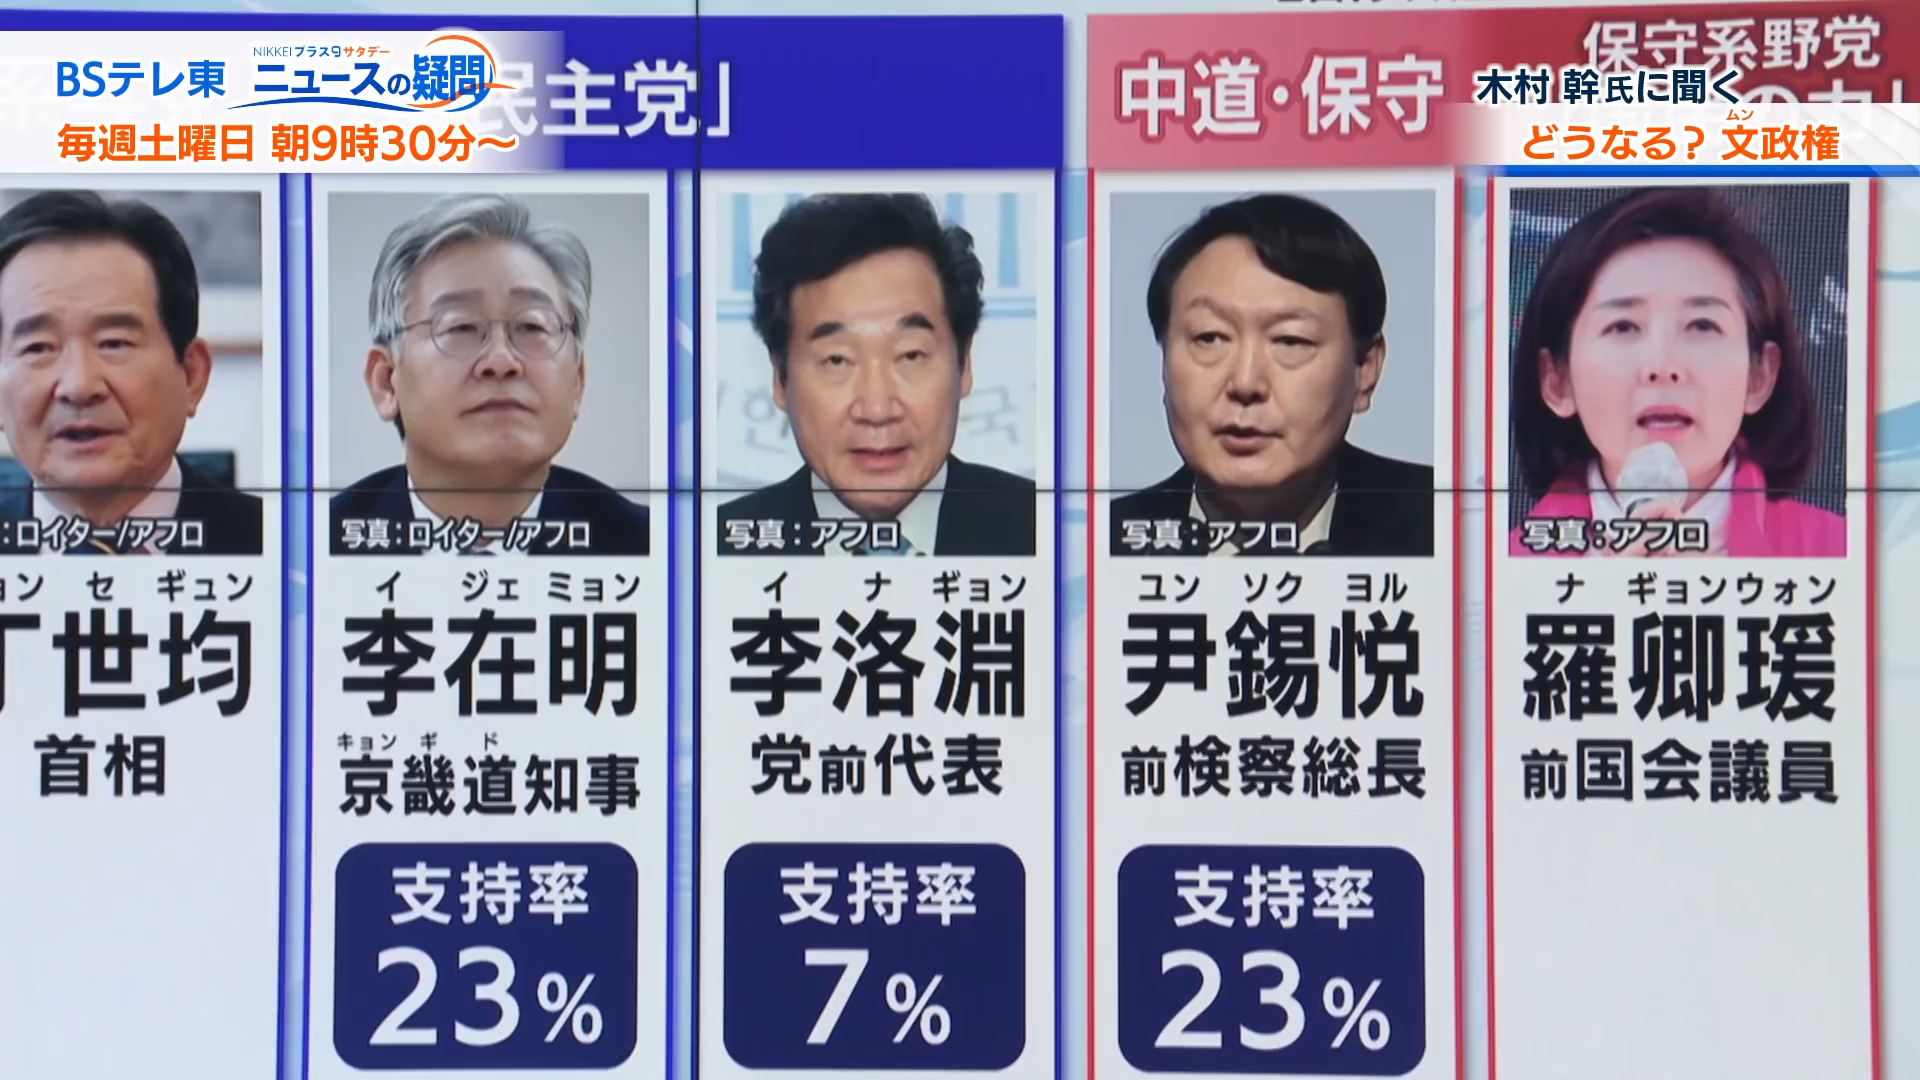 BSテレ東
NIKKEIプラス9サタデー
ニュースの疑問
毎週土曜日 朝9時30分～
民主党」
中道・保守
保守系野党
木村 幹氏に聞く
ムン
どうなる? 文政権
:ロイター/アフロ
写真:ロイター/アフロ
写真:アフロ
写真:アフロ
写真:アフロ
ョン セ ギュン
丁世均
首相
イ ジェ ミョン
李在明
キョン ギ ド
京畿道知事
支持率
23%
イ ナ ギョン
李洛淵
党前代表
支持率
7%
ユン ソク ヨル
尹錫悦
前検察総長
支持率
23%
ナ ギョンウォン
羅卿瑗
前国会議員